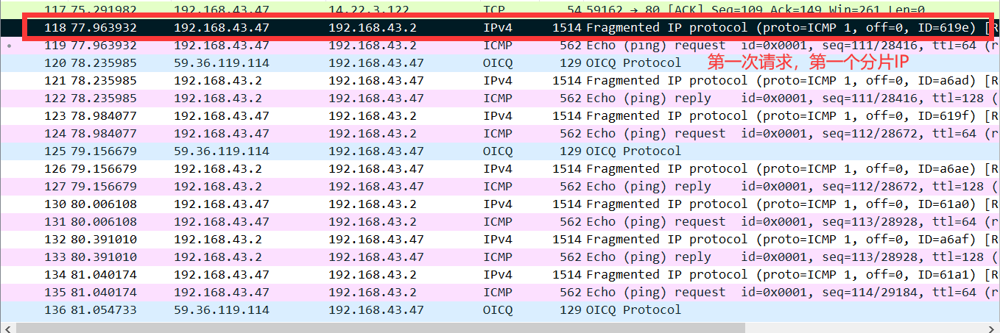 117 75.291982 192.168.43.47 14.22.3.122 TCP 54 59162 → 80 [ACK] Seq=109 Ack=149 Win=261 Len=0
118 77.963932 192.168.43.47 192.168.43.2 IPv4 1514 Fragmented IP protocol (proto=ICMP 1, off=0, ID=619e) [R
119 77.963932 192.168.43.47 192.168.43.2 ICMP 562 Echo (ping) request id=0x0001, seq=111/28416, ttl=64 (r
120 78.235985 59.36.119.114 192.168.43.47 OICQ 129 OICQ Protocol
第一次请求，第一个分片IP
121 78.235985 192.168.43.2 192.168.43.47 IPv4 1514 Fragmented IP protocol (proto=ICMP 1, off=0, ID=a6ad) [R
122 78.235985 192.168.43.2 192.168.43.47 ICMP 562 Echo (ping) reply id=0x0001, seq=111/28416, ttl=128 (
123 78.984077 192.168.43.47 192.168.43.2 IPv4 1514 Fragmented IP protocol (proto=ICMP 1, off=0, ID=619f) [R
124 78.984077 192.168.43.47 192.168.43.2 ICMP 562 Echo (ping) request id=0x0001, seq=112/28672, ttl=64 (r
125 79.156679 59.36.119.114 192.168.43.47 OICQ 129 OICQ Protocol
126 79.156679 192.168.43.2 192.168.43.47 IPv4 1514 Fragmented IP protocol (proto=ICMP 1, off=0, ID=a6ae) [R
127 79.156679 192.168.43.2 192.168.43.47 ICMP 562 Echo (ping) reply id=0x0001, seq=112/28672, ttl=128 (
130 80.006108 192.168.43.47 192.168.43.2 IPv4 1514 Fragmented IP protocol (proto=ICMP 1, off=0, ID=61a0) [R
131 80.006108 192.168.43.47 192.168.43.2 ICMP 562 Echo (ping) request id=0x0001, seq=113/28928, ttl=64 (r
132 80.391010 192.168.43.2 192.168.43.47 IPv4 1514 Fragmented IP protocol (proto=ICMP 1, off=0, ID=a6af) [R
133 80.391010 192.168.43.2 192.168.43.47 ICMP 562 Echo (ping) reply id=0x0001, seq=113/28928, ttl=128 (
134 81.040174 192.168.43.47 192.168.43.2 IPv4 1514 Fragmented IP protocol (proto=ICMP 1, off=0, ID=61a1) [R
135 81.040174 192.168.43.47 192.168.43.2 ICMP 562 Echo (ping) request id=0x0001, seq=114/29184, ttl=64 (r
136 81.054733 59.36.119.114 192.168.43.47 OICQ 129 OICQ Protocol